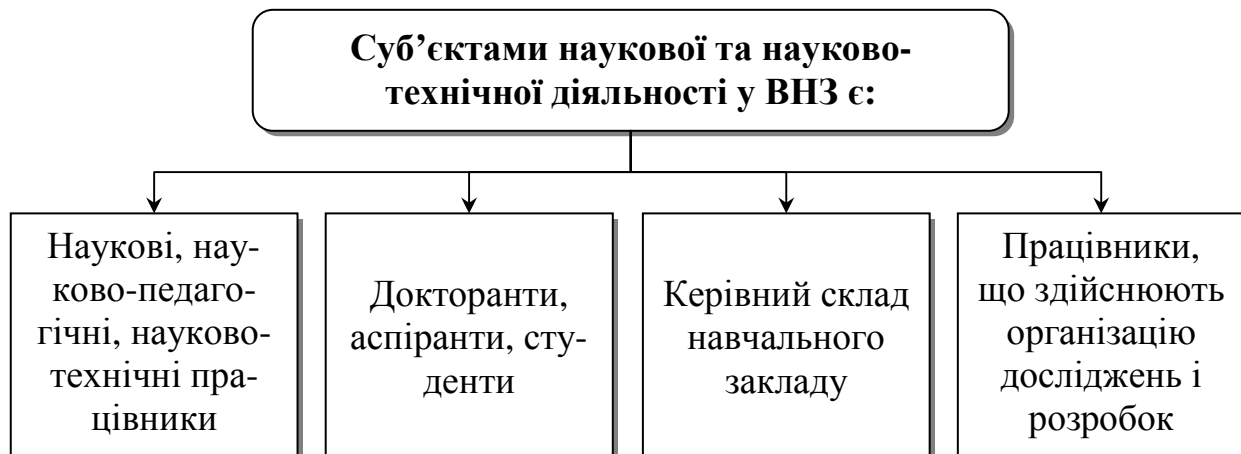 Суб’єктами наукової та науково-
технічної діяльності у ВНЗ є:
Наукові, нау-
ково-педаго-
гічні, науково-
технічні пра-
цівники
Докторанти,
аспіранти, сту-
денти
Керівний склад
навчального
закладу
Працівники,
що здійснюють
організацію
досліджень і
розробок